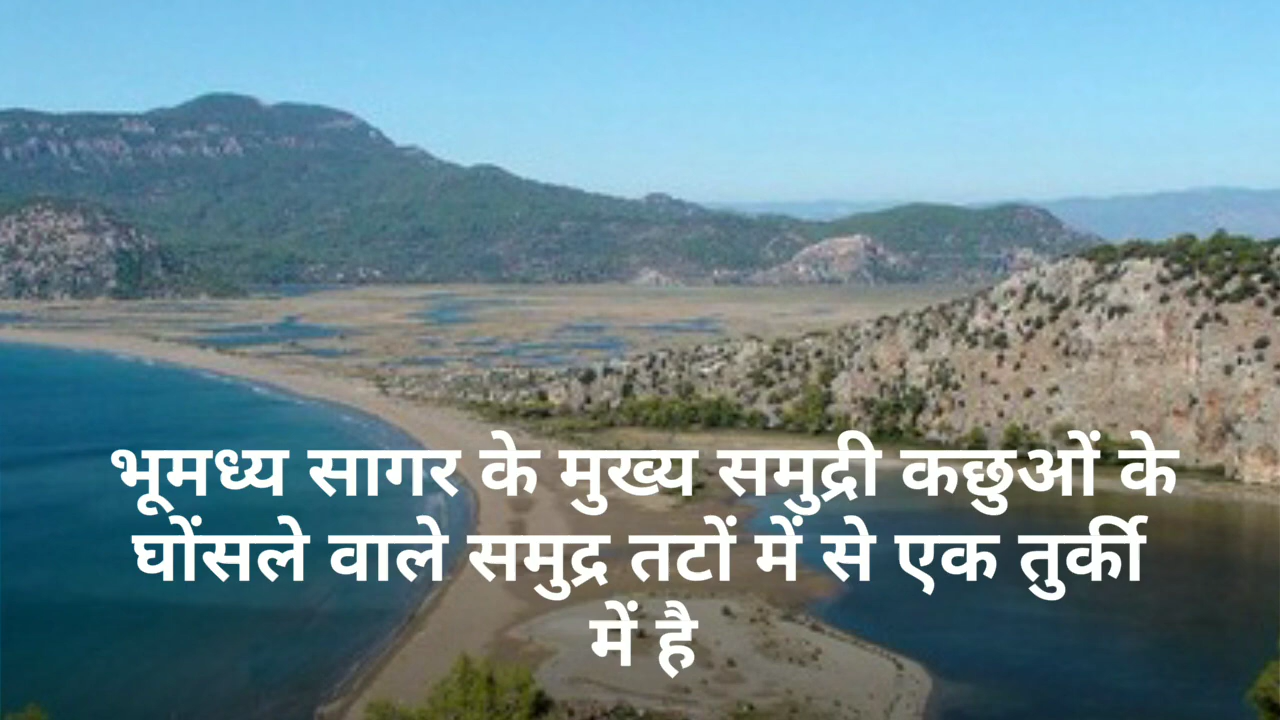 भूमध्य सागर के मुख्य समुद्री कछुओं के
घोंसले वाले समुद्र तटों में से एक तुर्की
में है